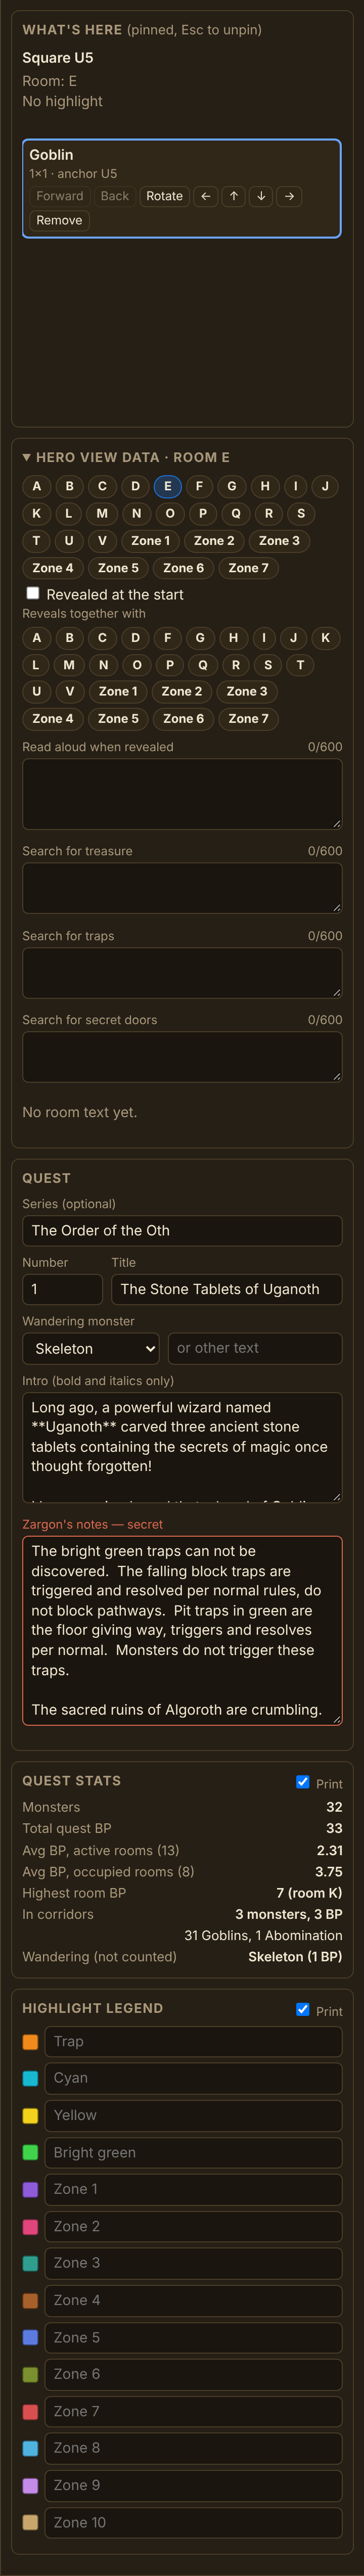 WHAT'S HERE (pinned, Esc to unpin)
Square U5
Room: E
No highlight
Goblin
1×1 · anchor U5
Forward Back Rotate ← ↑ ↓ →
Remove
▼ HERO VIEW DATA · ROOM E
A B C D E F G H I J
K L M N O P Q R S
T U V Zone 1 Zone 2 Zone 3
Zone 4 Zone 5 Zone 6 Zone 7
Revealed at the start
Reveals together with
A B C D F G H I J K
L M N O P Q R S T
U V Zone 1 Zone 2 Zone 3
Zone 4 Zone 5 Zone 6 Zone 7
Read aloud when revealed 0/600
Search for treasure 0/600
Search for traps 0/600
Search for secret doors 0/600
No room text yet.
QUEST
Series (optional)
The Order of the Oth
Number Title
1 The Stone Tablets of Uganoth
Wandering monster
Skeleton or other text
Intro (bold and italics only)
Long ago, a powerful wizard named
**Uganoth** carved three ancient stone
tablets containing the secrets of magic once
thought forgotten!
Zargon's notes — secret
The bright green traps can not be
discovered.  The falling block traps are
triggered and resolved per normal rules, do
not block pathways.  Pit traps in green are
the floor giving way, triggers and resolves
per normal.  Monsters do not trigger these
traps.
The sacred ruins of Algoroth are crumbling.
QUEST STATS Print
Monsters 32
Total quest BP 33
Avg BP, active rooms (13) 2.31
Avg BP, occupied rooms (8) 3.75
Highest room BP 7 (room K)
In corridors 3 monsters, 3 BP
31 Goblins, 1 Abomination
Wandering (not counted) Skeleton (1 BP)
HIGHLIGHT LEGEND Print
Trap
Cyan
Yellow
Bright green
Zone 1
Zone 2
Zone 3
Zone 4
Zone 5
Zone 6
Zone 7
Zone 8
Zone 9
Zone 10